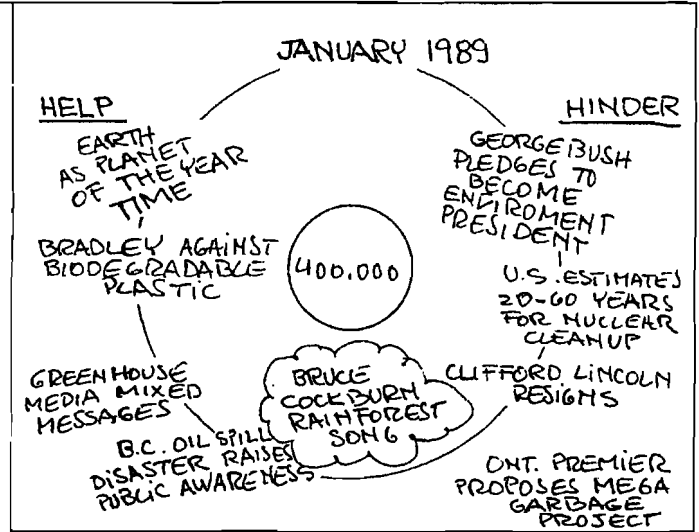 JANUARY 1989
HELP
EARTH
AS PLANET
OF THE YEAR
TIME
BRADLEY AGAINST
BIODEGRADABLE
PLASTIC
GREENHOUSE
MEDIA MIXED
MESSAGES
B.C. OIL SPILL
DISASTER RAISES
PUBLIC AWARENESS
400.000
BRUCE
COCKBURN
RAINFOREST
SONG
HINDER
GEORGE BUSH
PLEDGES TO
BECOME
ENVIROMENT
PRESIDENT
U.S. ESTIMATES
20-60 YEARS
FOR NUCLEAR
CLEANUP
CLIFFORD LINCOLN
RESIGNS
ONT. PREMIER
PROPOSES MEGA
GARBAGE
PROJECT